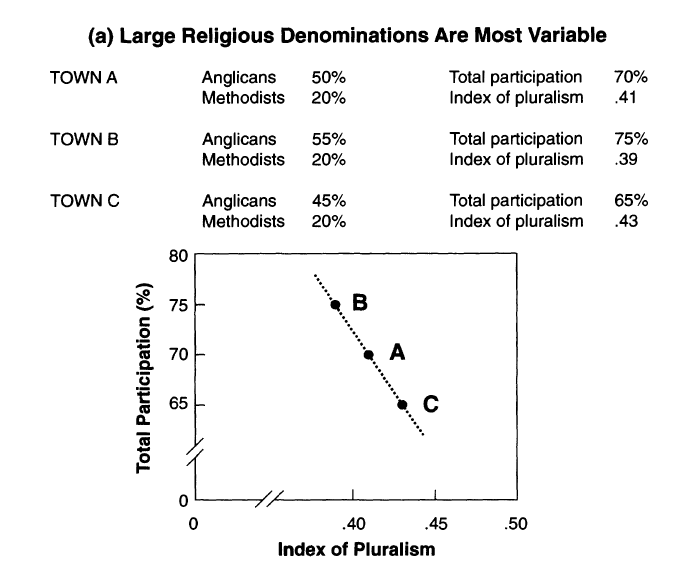 (a) Large Religious Denominations Are Most Variable
TOWN A Anglicans 50% Total participation 70%
Methodists 20% Index of pluralism .41
TOWN B Anglicans 55% Total participation 75%
Methodists 20% Index of pluralism .39
TOWN C Anglicans 45% Total participation 65%
Methodists 20% Index of pluralism .43
Total Participation (%)
80
75
70
65
0
B
A
C
0 .40 .45 .50
Index of Pluralism